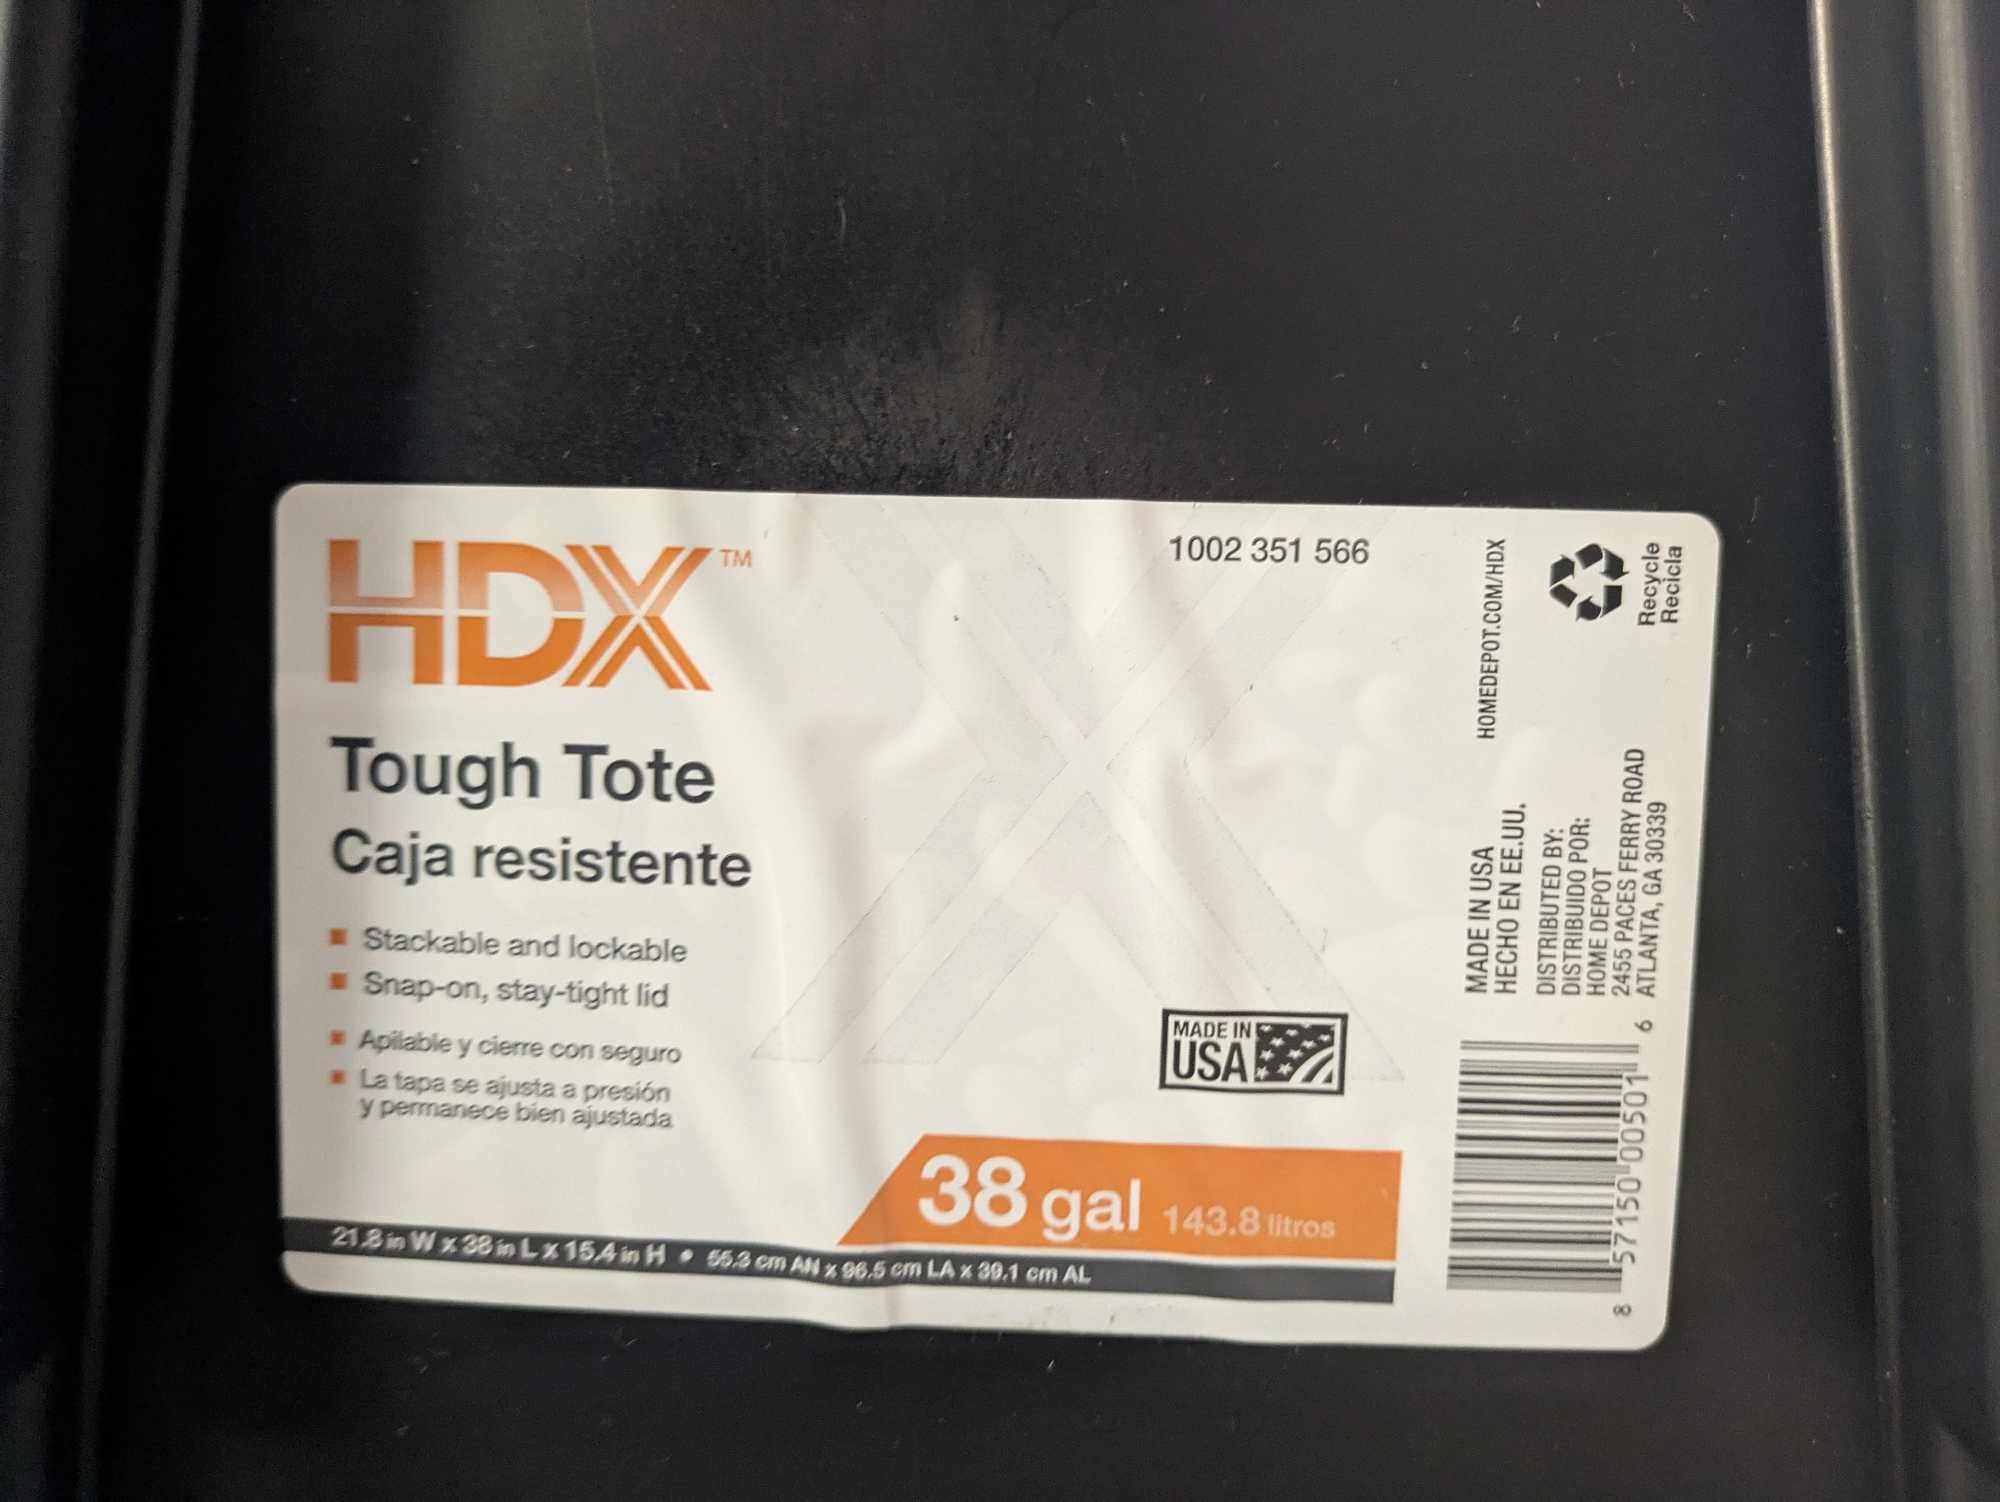 HDX™
1002 351 566
Tough Tote
Caja resistente
Stackable and lockable
Snap-on, stay-tight lid
Apilable y cierre con seguro
La tapa se ajusta a presión
y permanece bien ajustada
MADE IN
USA
38 gal 143.8 litros
21.8 in W x 38 in L x 15.4 in H • 55.3 cm AN x 96.5 cm LA x 39.1 cm AL
HOMEDEPOT.COM/HDX
Recycle
Recicla
MADE IN USA
HECHO EN EE.UU.
DISTRIBUTED BY:
DISTRIBUIDO POR:
HOME DEPOT
2455 PACES FERRY ROAD
ATLANTA, GA 30339
8 57150 00501 6